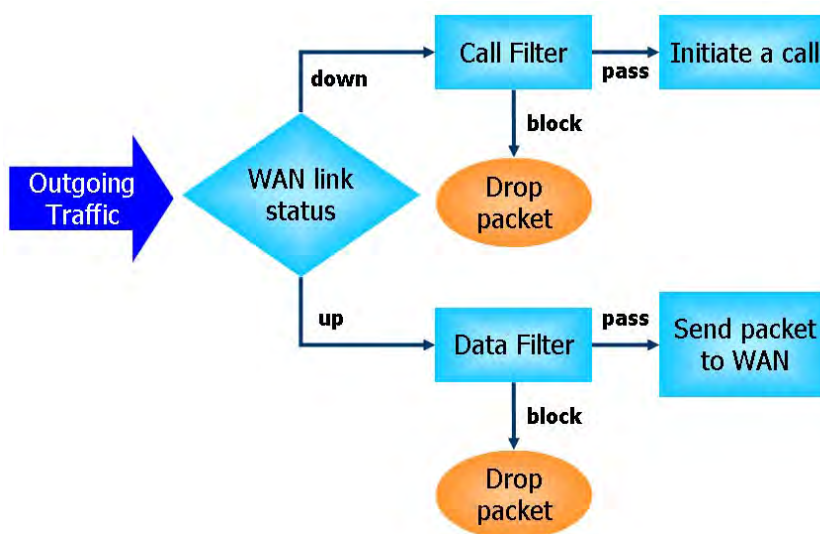 Call Filter
pass
Initiate a call
down
block
Outgoing
Traffic
WAN link
status
Drop
packet
up
Data Filter
pass
Send packet
to WAN
block
Drop
packet